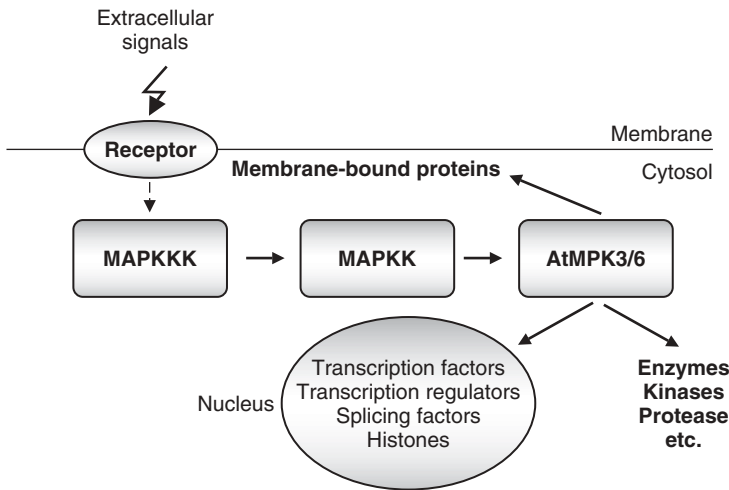 Extracellular
signals
Receptor
Membrane
Membrane-bound proteins
Cytosol
MAPKKK
MAPKK
AtMPK3/6
Nucleus
Transcription factors
Transcription regulators
Splicing factors
Histones
Enzymes
Kinases
Protease
etc.